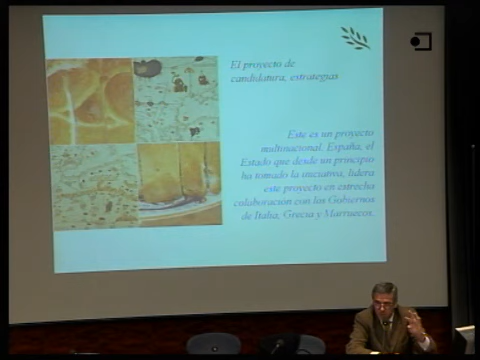 El proyecto de
candidatura, estrategias
Este es un proyecto
multinacional. España, el
Estado que desde un principio
ha tomado la iniciativa, lidera
este proyecto en estrecha
colaboración con los Gobiernos
de Italia, Grecia y Marruecos.